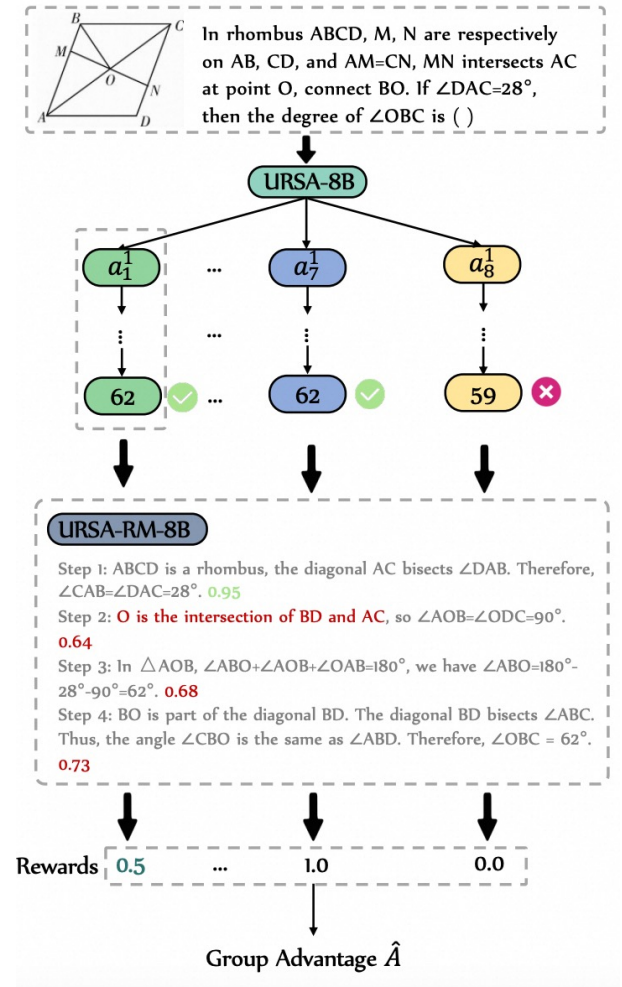 B
C
M
O
N
A
D
In rhombus ABCD, M, N are respectively
on AB, CD, and AM=CN, MN intersects AC
at point O, connect BO. If ∠DAC=28°,
then the degree of ∠OBC is ( )
URSA-8B
a₁¹ ... a₇¹ a₈¹
⋮ ... ⋮ ⋮
62 ... 62 59
URSA-RM-8B
Step 1: ABCD is a rhombus, the diagonal AC bisects ∠DAB. Therefore,
∠CAB=∠DAC=28°. 0.95
Step 2: O is the intersection of BD and AC, so ∠AOB=∠ODC=90°.
0.64
Step 3: In △AOB, ∠ABO+∠AOB+∠OAB=180°, we have ∠ABO=180°-
28°-90°=62°. 0.68
Step 4: BO is part of the diagonal BD. The diagonal BD bisects ∠ABC.
Thus, the angle ∠CBO is the same as ∠ABD. Therefore, ∠OBC = 62°.
0.73
Rewards 0.5 ... 1.0 0.0
Group Advantage Â